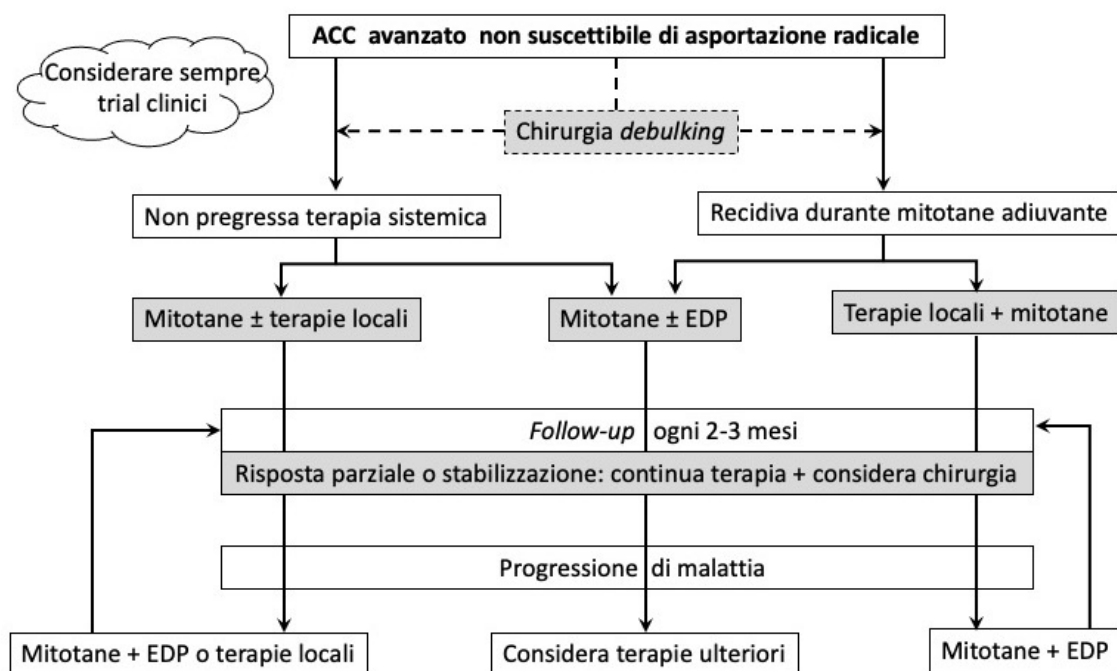 ACC avanzato non suscettibile di asportazione radicale
Considerare sempre
trial clinici
Chirurgia debulking
Non pregressa terapia sistemica
Recidiva durante mitotane adiuvante
Mitotane ± terapie locali
Mitotane ± EDP
Terapie locali + mitotane
Follow-up ogni 2-3 mesi
Risposta parziale o stabilizzazione: continua terapia + considera chirurgia
Progressione di malattia
Mitotane + EDP o terapie locali
Considera terapie ulteriori
Mitotane + EDP